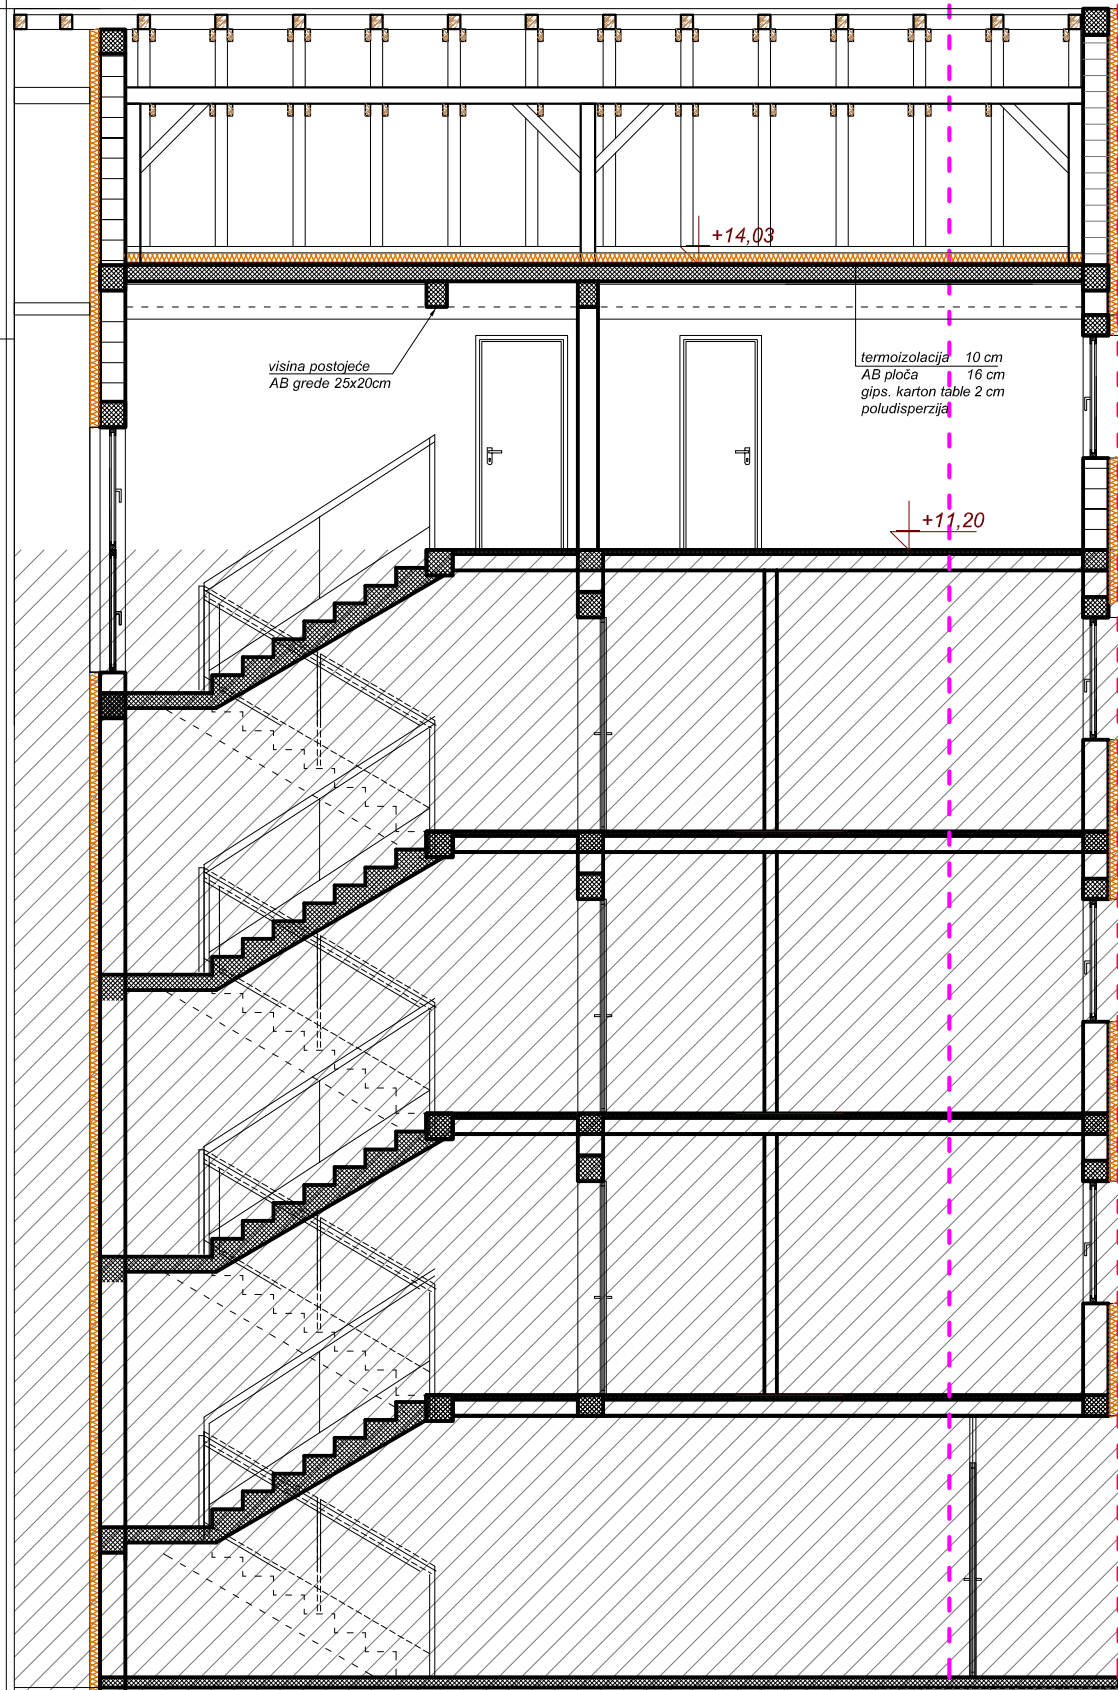 +14,03
visina postojeće
AB grede 25x20cm
termoizolacija 10 cm
AB ploča 16 cm
gips. karton table 2 cm
poludisperzija
+11,20